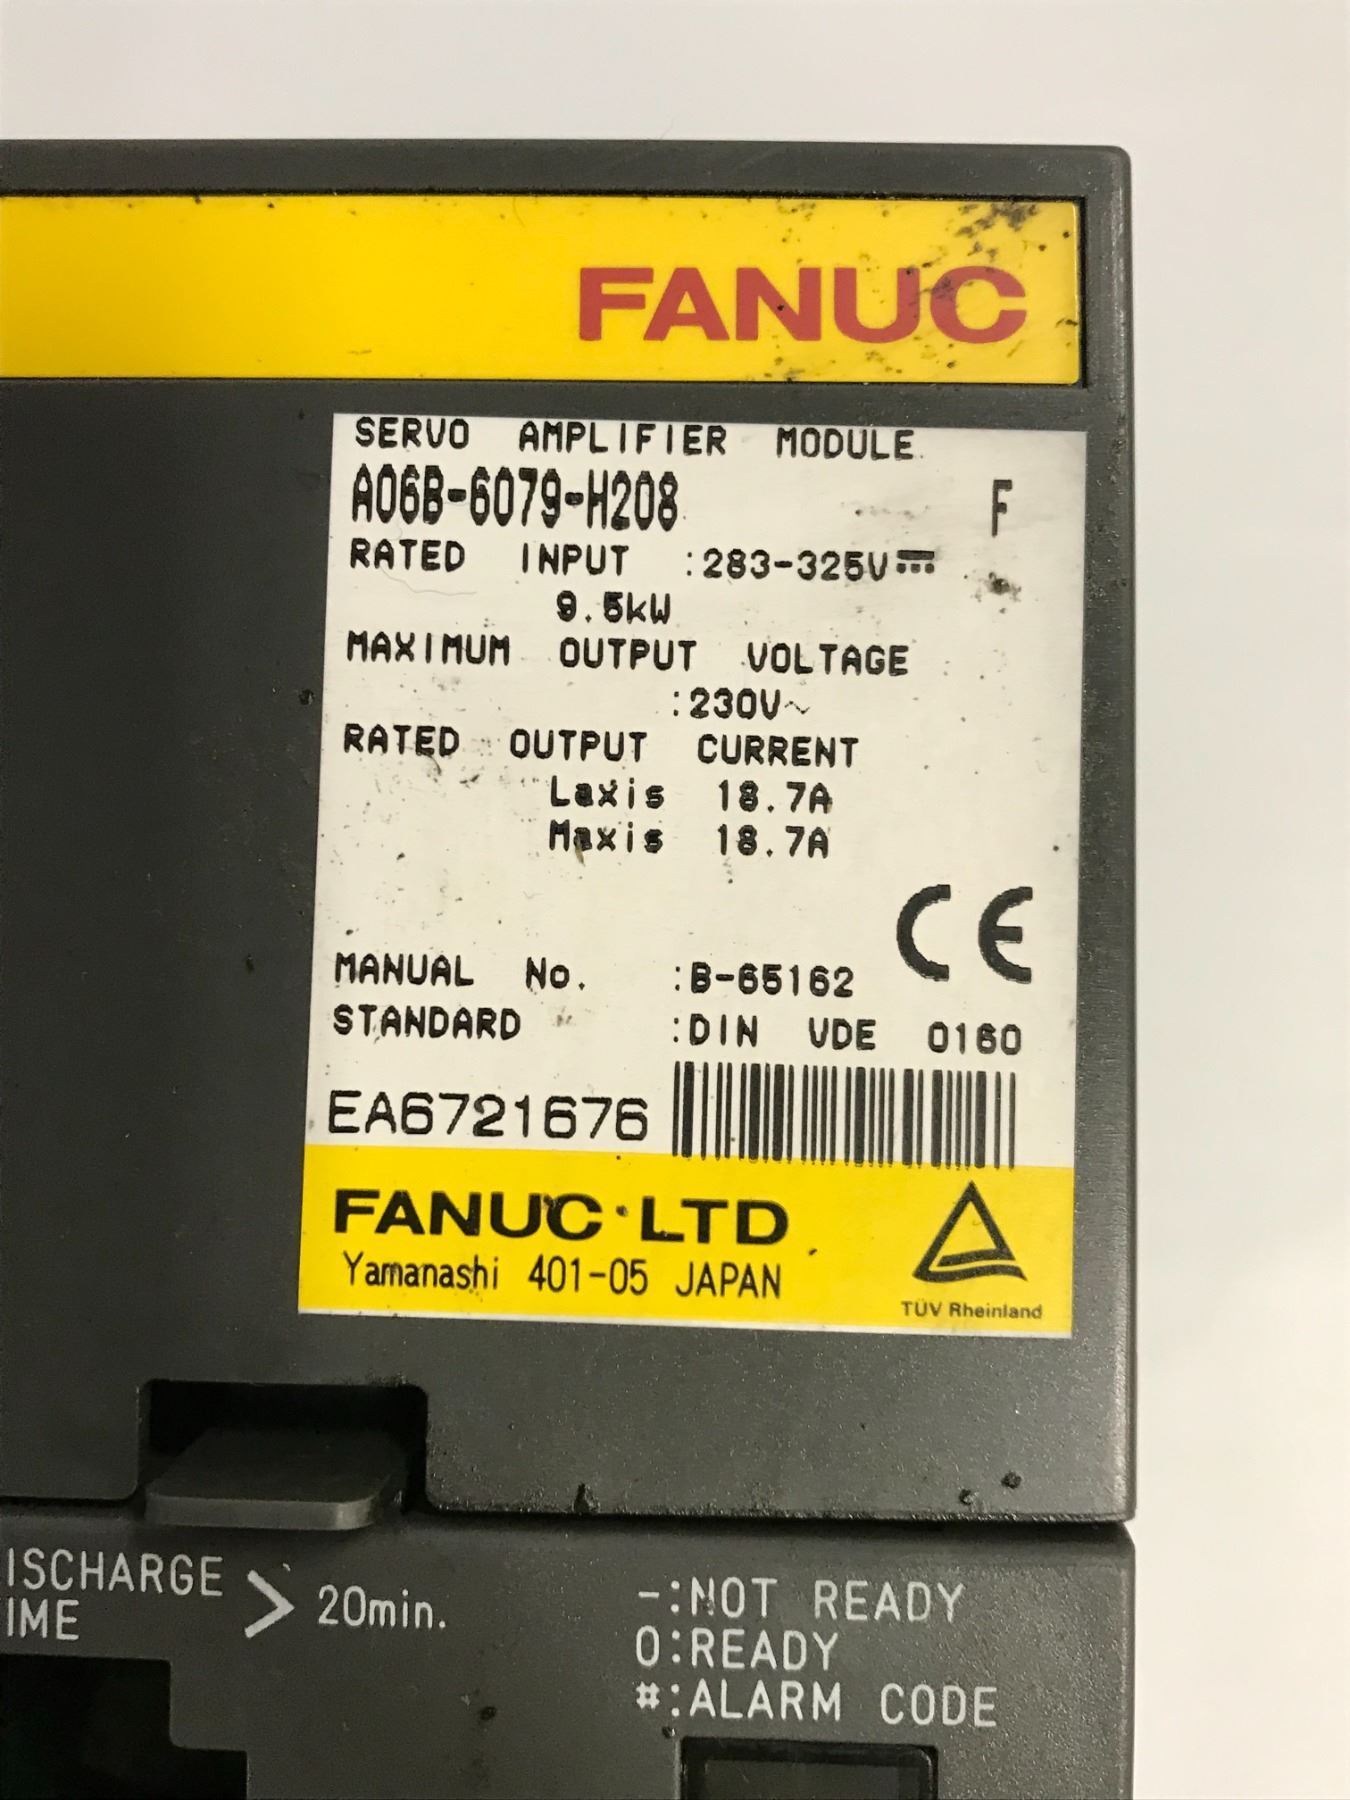 FANUC
SERVO AMPLIFIER MODULE
A06B-6079-H208 F
RATED INPUT :283-325V⎓
9.5kW
MAXIMUM OUTPUT VOLTAGE
:230V~
RATED OUTPUT CURRENT
Laxis 18.7A
Maxis 18.7A
CE
MANUAL No. :B-65162
STANDARD :DIN VDE 0160
EA6721676
FANUC LTD
Yamanashi 401-05 JAPAN
TÜV Rheinland
ISCHARGE
IME
> 20min.
-:NOT READY
0:READY
#:ALARM CODE